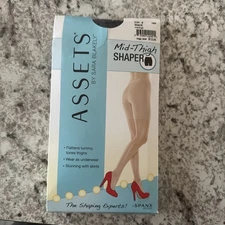 Mid-Thigh
SHAPER
ASSETS
BY SARA BLAKELY
• Flattens tummy,
tones thighs
• Wear as underwear
• Stunning with skirts
The Shaping Experts!
SPANX